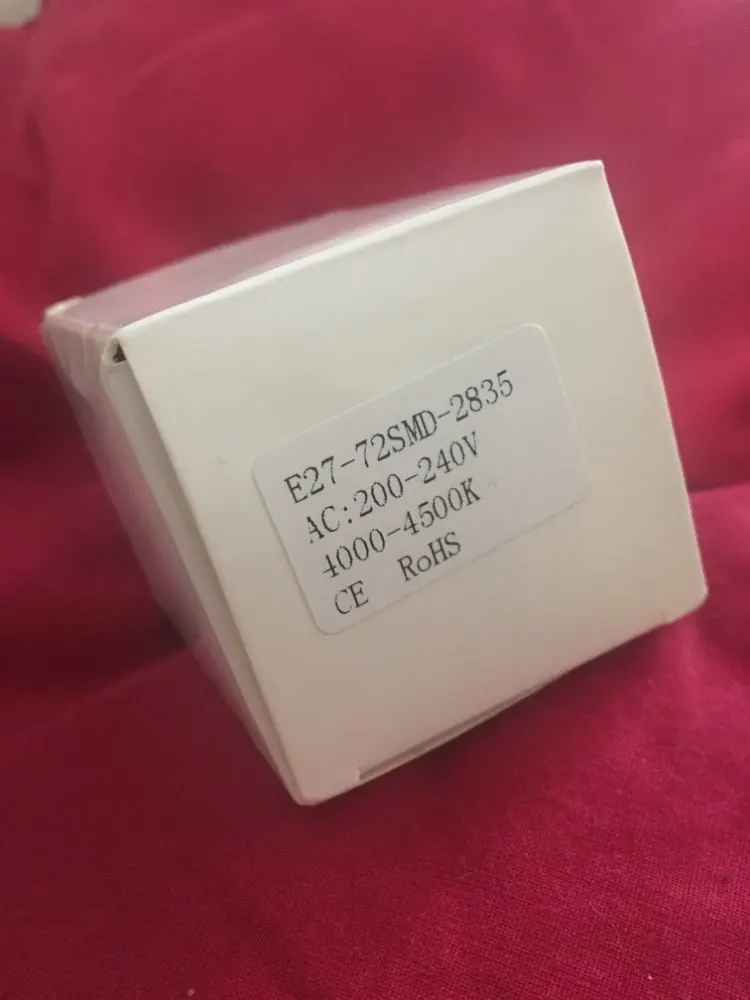 E27-72SMD-2835
AC:200-240V
4000-4500K
CE RoHS